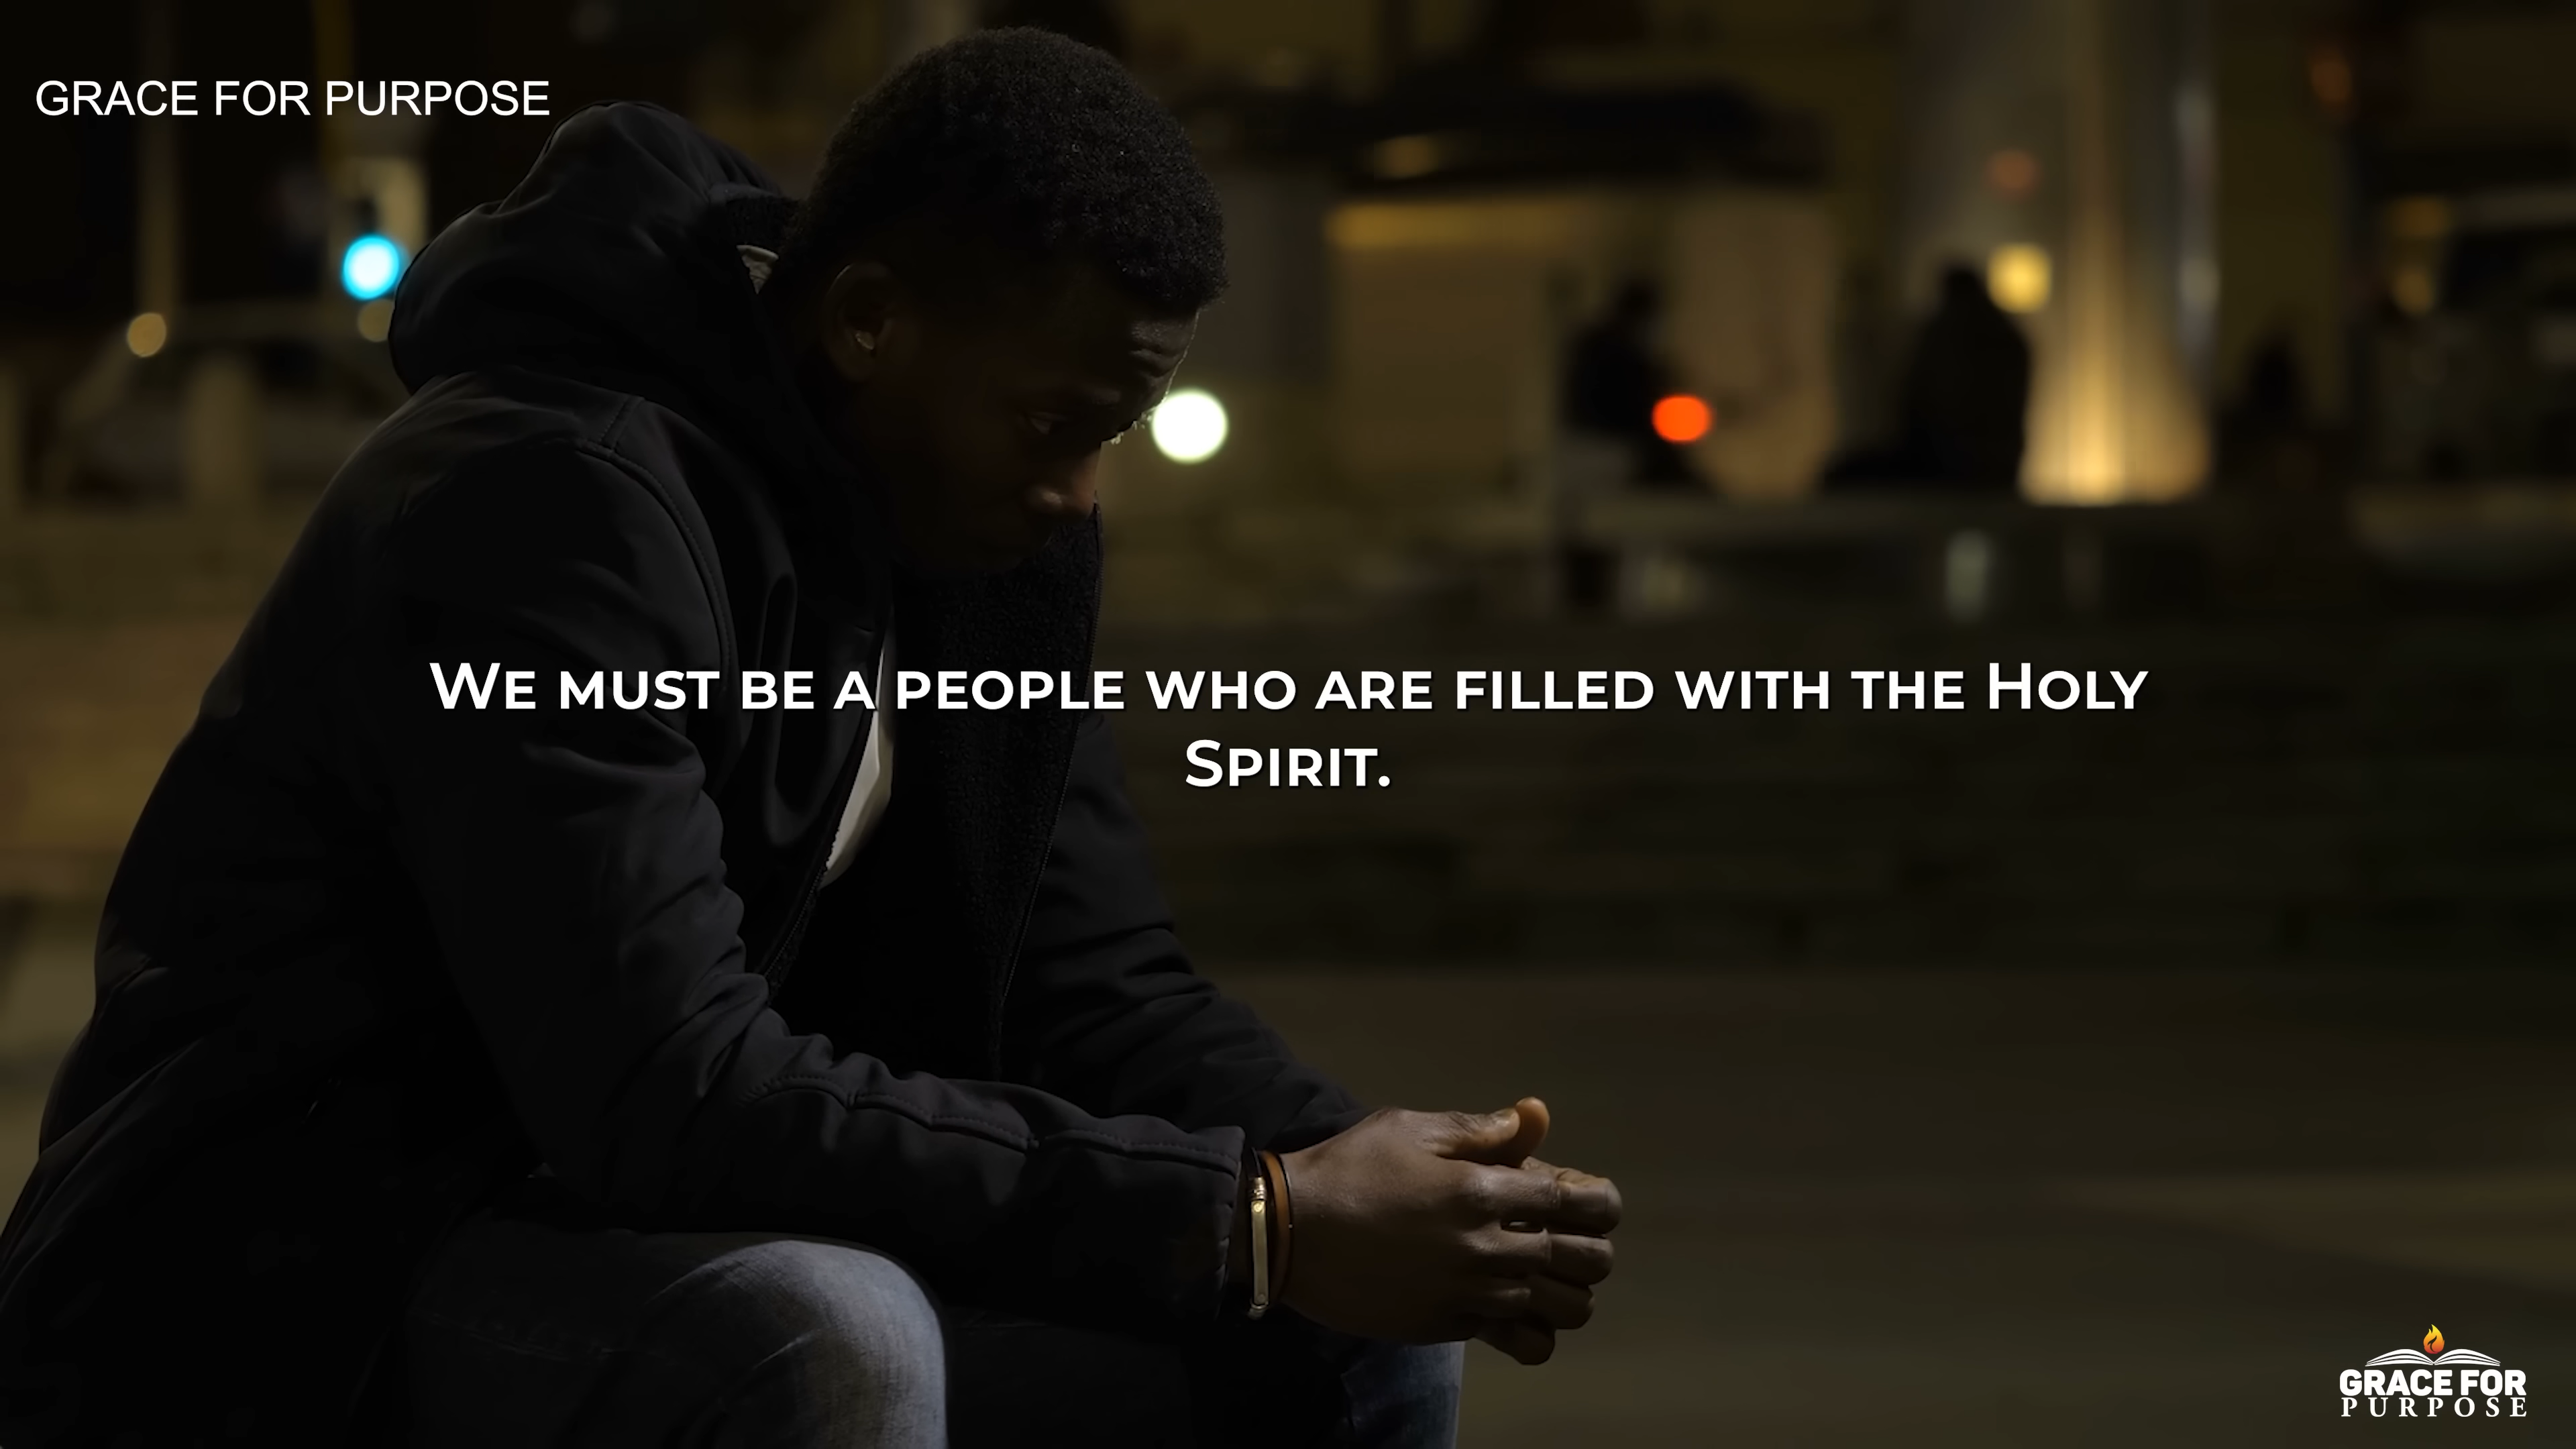 GRACE FOR PURPOSE
We must be a people who are filled with the Holy
Spirit.
GRACE FOR
PURPOSE